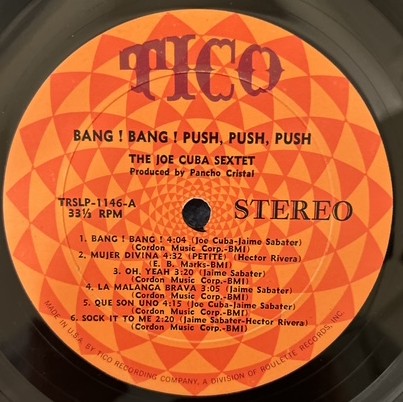 TICO
BANG ! BANG ! PUSH, PUSH, PUSH
THE JOE CUBA SEXTET
Produced by Pancho Cristal
TRSLP-1146-A
33⅓ RPM
STEREO
1. BANG ! BANG ! 4:04 (Joe Cuba-Jaime Sabater)
(Cordon Music Corp.-BMI)
2. MUJER DIVINA 4:32 (PETITE) (Hector Rivera)
(E. B. Marks-BMI)
3. OH, YEAH 3:20 (Jaime Sabater)
(Cordon Music Corp.-BMI)
4. LA MALANGA BRAVA 3:05 (Jaime Sabater)
(Cordon Music Corp.-BMI)
5. QUE SON UNO 4:15 (Joe Cuba-Jaime Sabater)
(Cordon Music Corp.-BMI)
6. SOCK IT TO ME 2:20 (Jaime Sabater-Hector Rivera)
(Cordon Music Corp-BMI)
MADE IN U.S.A. BY TICO RECORDING COMPANY, A DIVISION OF ROULETTE RECORDS, INC.